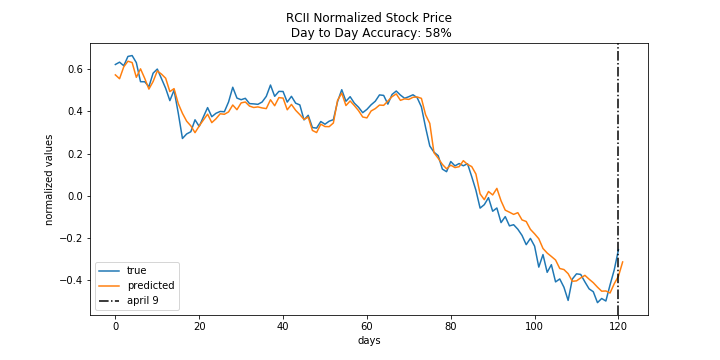 RCII Normalized Stock Price
Day to Day Accuracy: 58%
normalized values
0.6
0.4
0.2
0.0
−0.2
−0.4
true
predicted
april 9
0 20 40 60 80 100 120
days